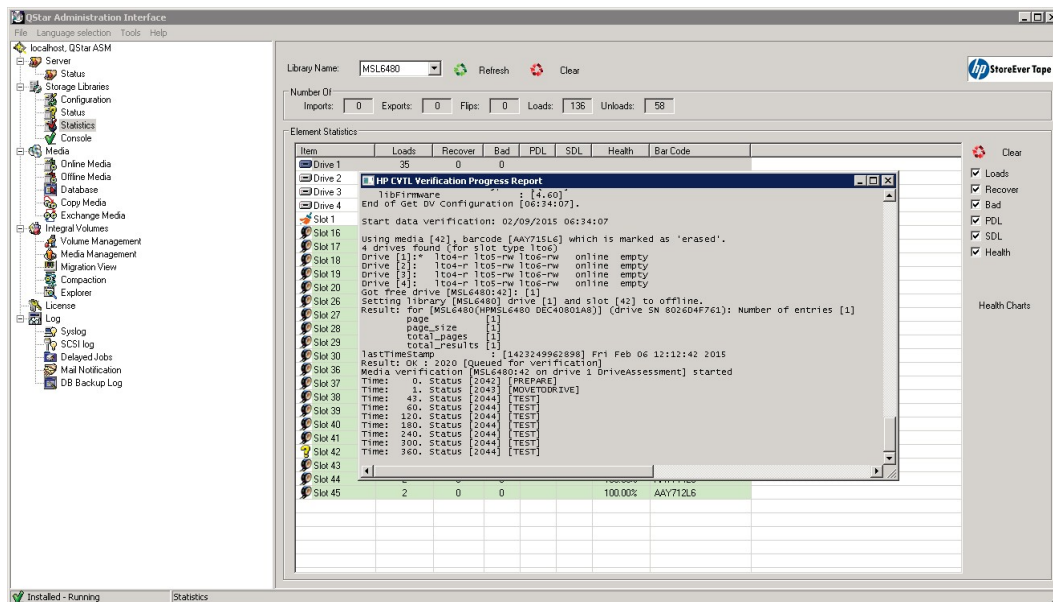 QStar Administration Interface
File Language selection Tools Help
localhost, QStar ASM
Server
Status
Storage Libraries
Configuration
Status
Statistics
Console
Media
Online Media
Offline Media
Database
Copy Media
Exchange Media
Integral Volumes
Volume Management
Media Management
Migration View
Compaction
Explorer
License
Log
Syslog
SCSI log
Delayed Jobs
Mail Notification
DB Backup Log
Library Name: MSL6480 Refresh Clear
hp StoreEver Tape
Number Of
Imports: 0 Exports: 0 Flips: 0 Loads: 136 Unloads: 58
Element Statistics
Item Loads Recover Bad PDL SDL Health Bar Code
Drive 1 35 0 0
Drive 2
Drive 3
Drive 4
Slot 1
Slot 16
Slot 17
Slot 18
Slot 19
Slot 20
Slot 26
Slot 27
Slot 28
Slot 29
Slot 30
Slot 36
Slot 37
Slot 38
Slot 39
Slot 40
Slot 41
Slot 42
Slot 43
Slot 44
Slot 45 2 0 0 100.00% AAY712L6
HP CVTL Verification Progress Report
libFirmware : [4.60]
End of Get DV Configuration [06:34:07].
Start data verification: 02/09/2015 06:34:07
Using media [42], barcode [AAY715L6] which is marked as 'erased'.
4 drives found (for slot type lto6)
Drive [1]:* lto4-r lto5-rw lto6-rw online empty
Drive [2]: lto4-r lto5-rw lto6-rw online empty
Drive [3]: lto4-r lto5-rw lto6-rw online empty
Drive [4]: lto4-r lto5-rw lto6-rw online empty
Got free drive [MSL6480:42]: [1]
Setting library [MSL6480] drive [1] and slot [42] to offline.
Result: for [MSL6480(HPMSL6480 DEC40801A8)] (drive SN 8026D4F761): Number of entries [1]
page [1]
page_size [1]
total_pages [1]
total_results [1]
lastTimeStamp : [1423249962898] Fri Feb 06 12:12:42 2015
Result: OK : 2020 [Queued for verification]
Media verification [MSL6480:42 on drive 1 DriveAssessment] started
Time: 0. Status [2042] [PREPARE]
Time: 1. Status [2043] [MOVETODRIVE]
Time: 43. Status [2044] [TEST]
Time: 60. Status [2044] [TEST]
Time: 120. Status [2044] [TEST]
Time: 180. Status [2044] [TEST]
Time: 240. Status [2044] [TEST]
Time: 300. Status [2044] [TEST]
Time: 360. Status [2044] [TEST]
Clear
Loads
Recover
Bad
PDL
SDL
Health
Health Charts
Installed - Running Statistics